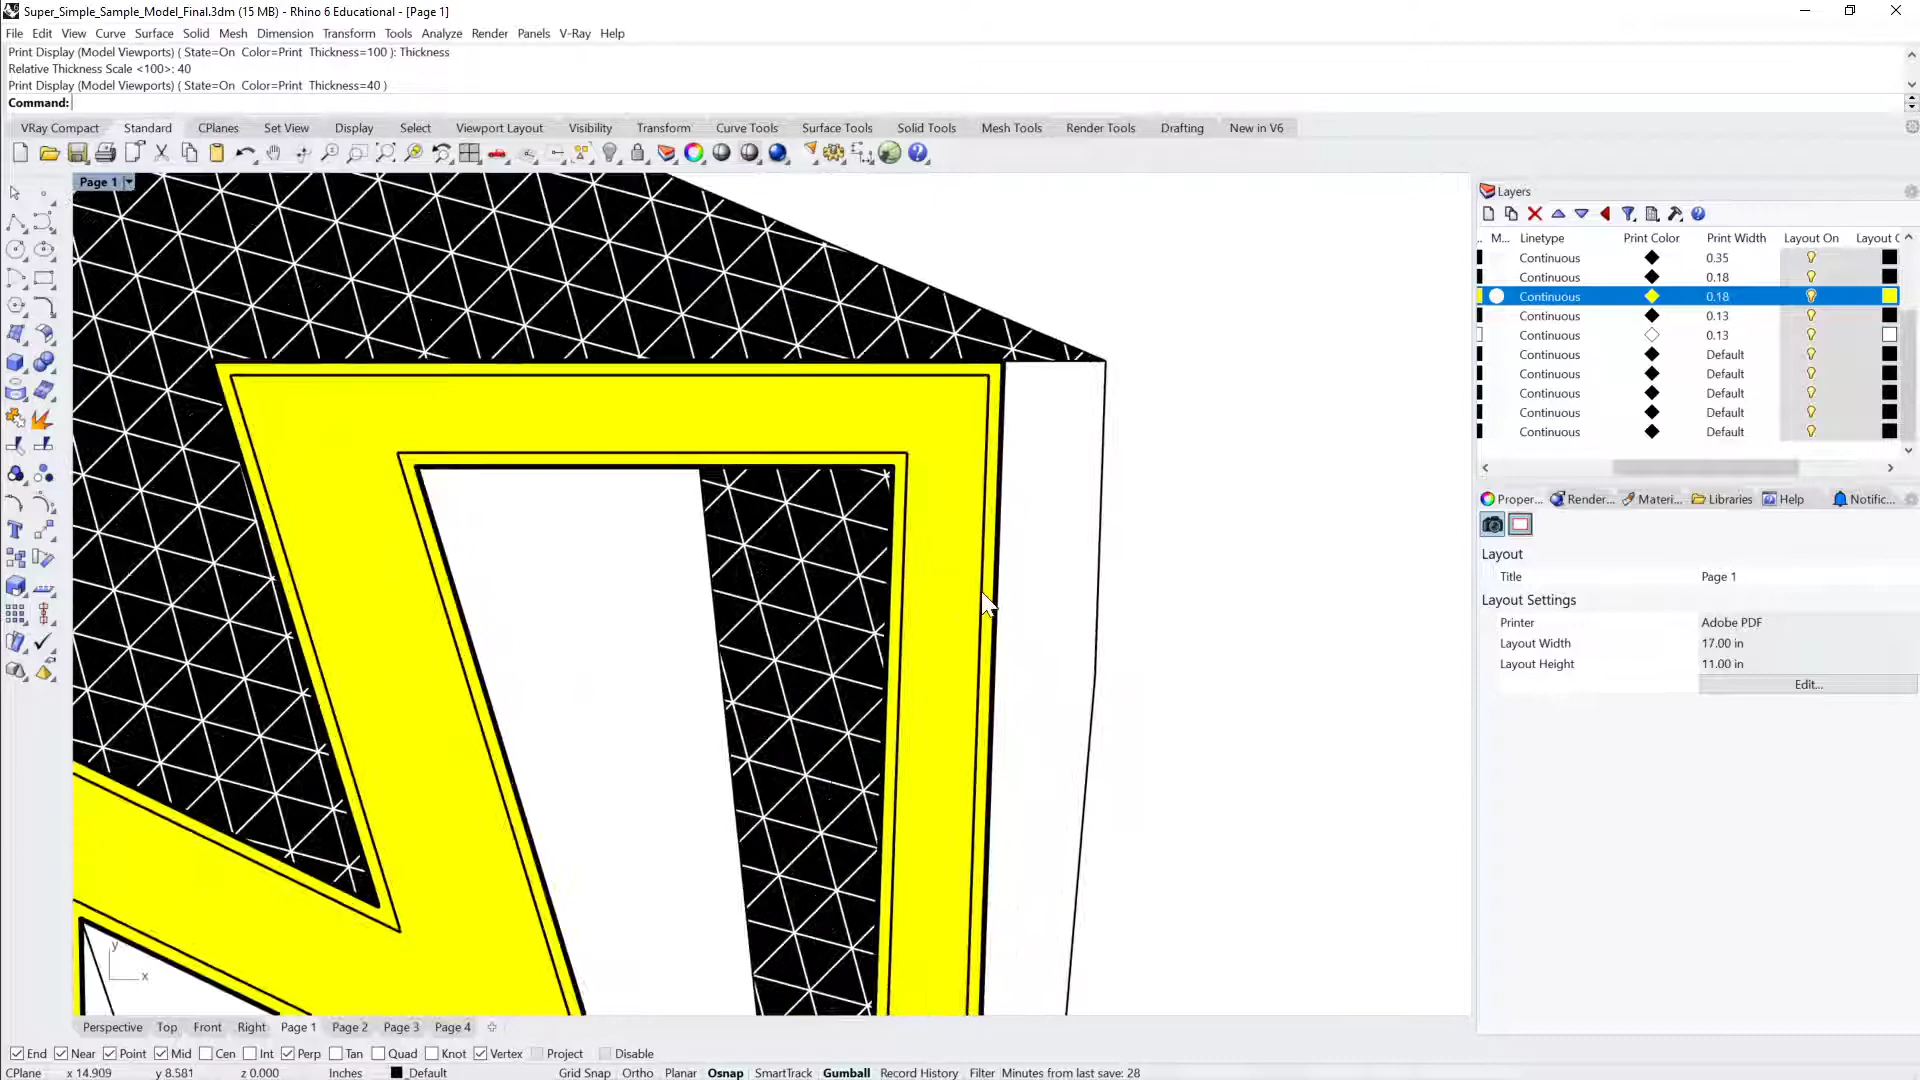 Super_Simple_Sample_Model_Final.3dm (15 MB) - Rhino 6 Educational - [Page 1]
File Edit View Curve Surface Solid Mesh Dimension Transform Tools Analyze Render Panels V-Ray Help
Print Display (Model Viewports) ( State=On Color=Print Thickness=100 ): Thickness
Relative Thickness Scale <100>: 40
Print Display (Model Viewports) ( State=On Color=Print Thickness=40 )
Command:
VRay Compact Standard CPlanes Set View Display Select Viewport Layout Visibility Transform Curve Tools Surface Tools Solid Tools Mesh Tools Render Tools Drafting New in V6
Page 1
Layers
M... Linetype Print Color Print Width Layout On Layout C
Continuous 0.35
Continuous 0.18
Continuous 0.18
Continuous 0.13
Continuous 0.13
Continuous Default
Continuous Default
Continuous Default
Continuous Default
Continuous Default
Proper... Render... Materi... Libraries Help Notific...
Layout
Title Page 1
Layout Settings
Printer Adobe PDF
Layout Width 17.00 in
Layout Height 11.00 in
Edit...
y
x
Perspective Top Front Right Page 1 Page 2 Page 3 Page 4
End Near Point Mid Cen Int Perp Tan Quad Knot Vertex Project Disable
CPlane x 14.909 y 8.581 z 0.000 Inches _Default Grid Snap Ortho Planar Osnap SmartTrack Gumball Record History Filter Minutes from last save: 28